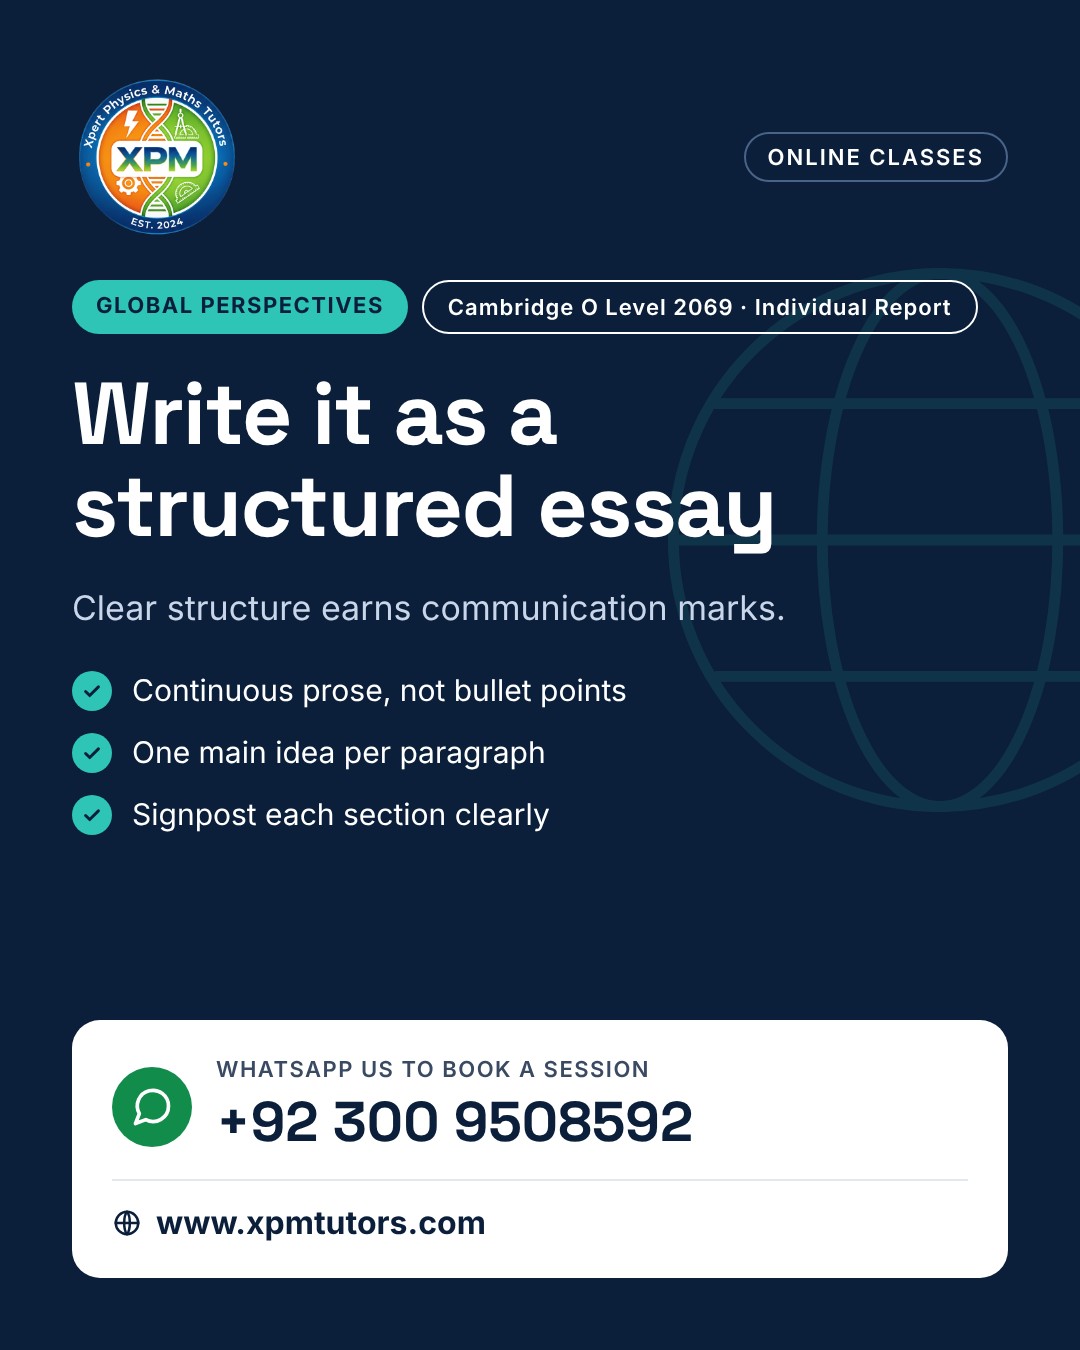 Xpert Physics & Maths Tutors
XPM
EST. 2024
ONLINE CLASSES
GLOBAL PERSPECTIVES
Cambridge O Level 2069 · Individual Report
Write it as a
structured essay
Clear structure earns communication marks.
Continuous prose, not bullet points
One main idea per paragraph
Signpost each section clearly
WHATSAPP US TO BOOK A SESSION
+92 300 9508592
www.xpmtutors.com